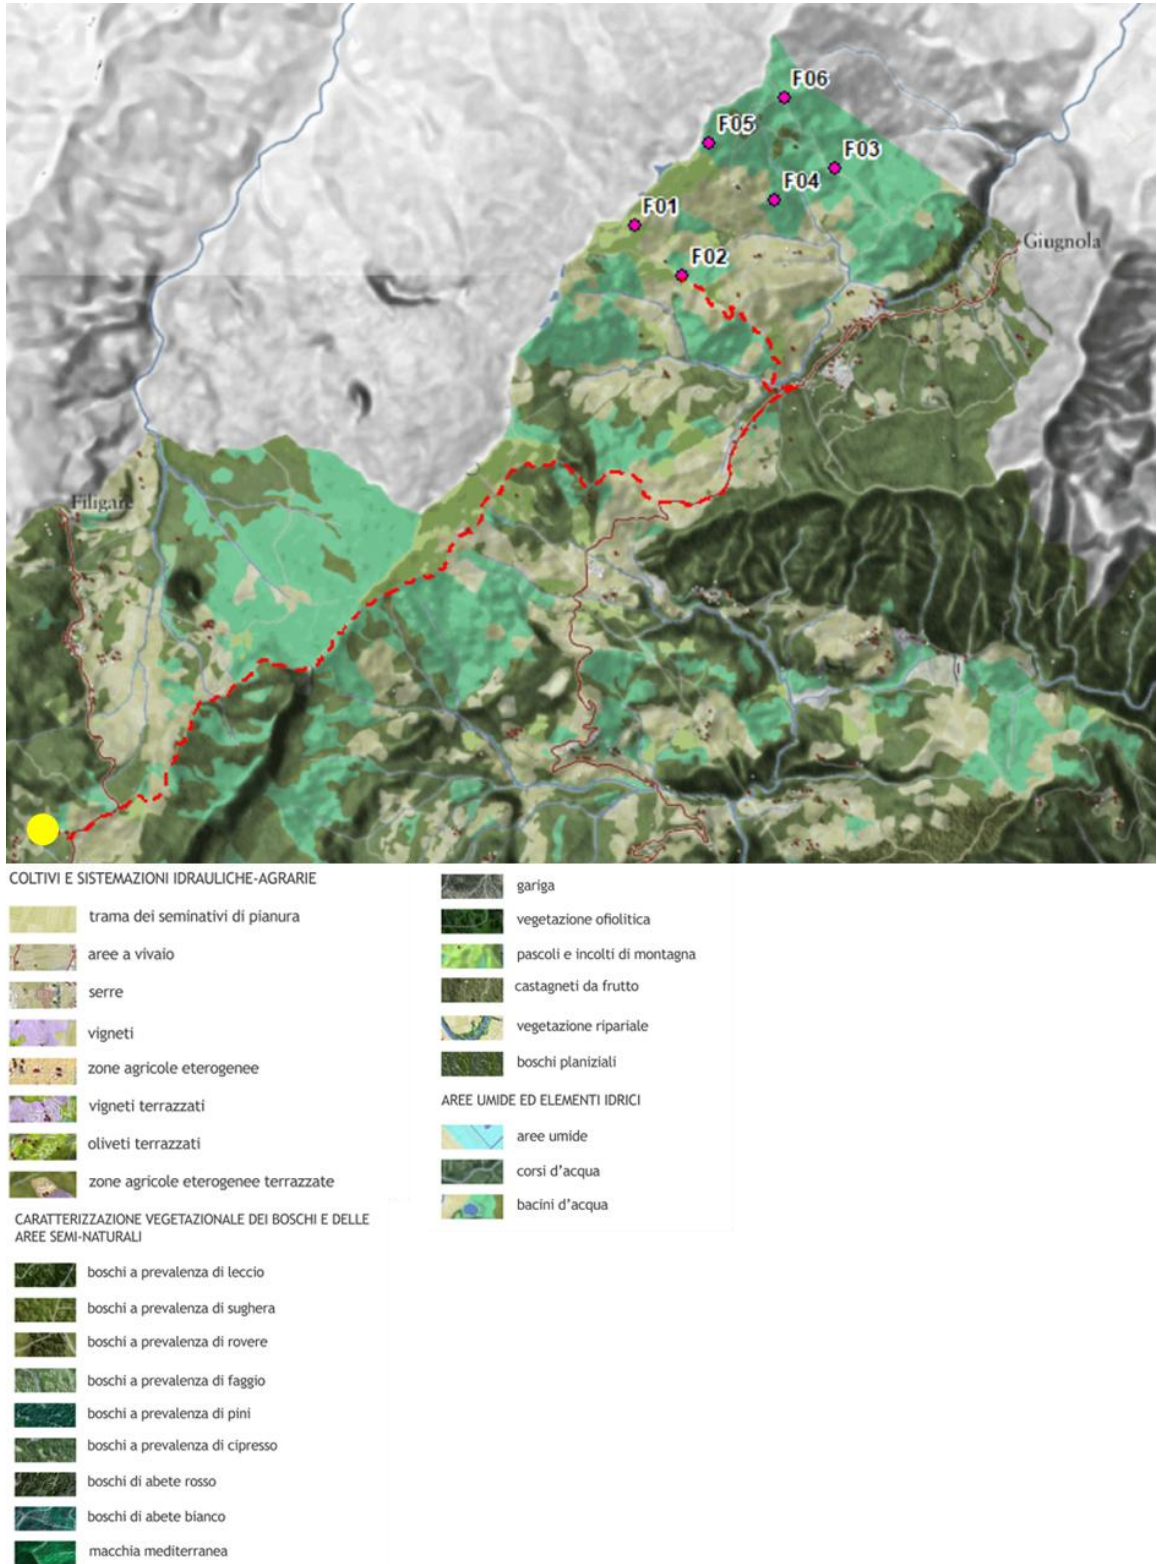 F06
F05
F03
F04
F01
Giugnola
F02
Filigare
COLTIVI E SISTEMAZIONI IDRAULICHE-AGRARIE
trama dei seminativi di pianura
aree a vivaio
serre
vigneti
zone agricole eterogenee
vigneti terrazzati
oliveti terrazzati
zone agricole eterogenee terrazzate
CARATTERIZZAZIONE VEGETAZIONALE DEI BOSCHI E DELLE
AREE SEMI-NATURALI
boschi a prevalenza di leccio
boschi a prevalenza di sughera
boschi a prevalenza di rovere
boschi a prevalenza di faggio
boschi a prevalenza di pini
boschi a prevalenza di cipresso
boschi di abete rosso
boschi di abete bianco
macchia mediterranea
gariga
vegetazione ofiolitica
pascoli e incolti di montagna
castagneti da frutto
vegetazione ripariale
boschi planiziali
AREE UMIDE ED ELEMENTI IDRICI
aree umide
corsi d'acqua
bacini d'acqua